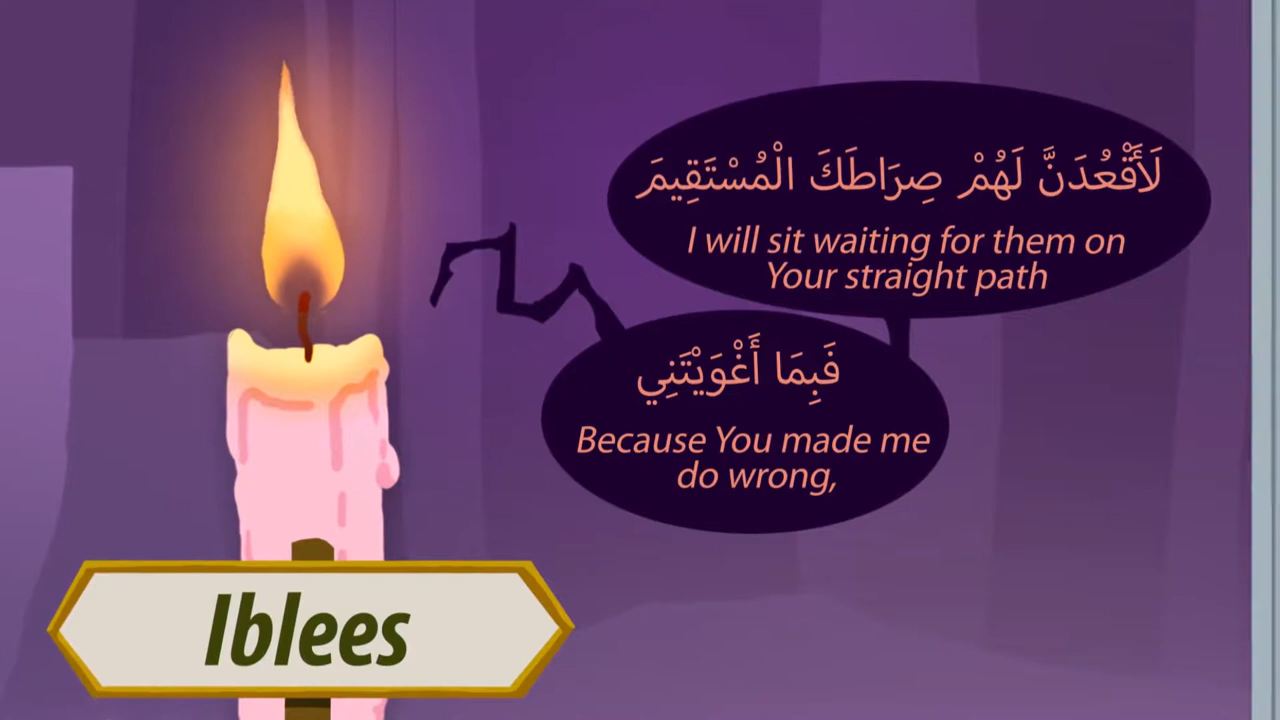 لَأَقْعُدَنَّ لَهُمْ صِرَاطَكَ الْمُسْتَقِيمَ
I will sit waiting for them on
Your straight path
فَبِمَا أَغْوَيْتَنِي
Because You made me
do wrong,
Iblees